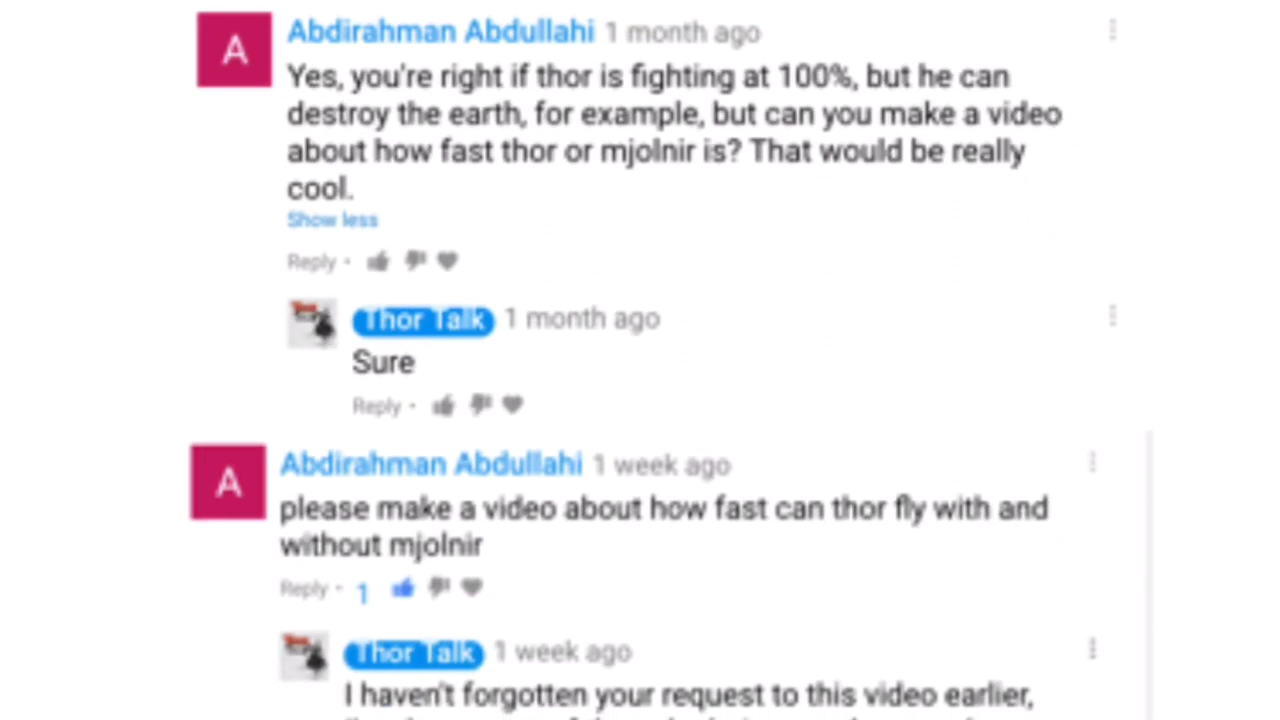 A
Abdirahman Abdullahi 1 month ago
Yes, you're right if thor is fighting at 100%, but he can
destroy the earth, for example, but can you make a video
about how fast thor or mjolnir is? That would be really
cool.
Show less
Reply •
Thor Talk 1 month ago
Sure
Reply •
A
Abdirahman Abdullahi 1 week ago
please make a video about how fast can thor fly with and
without mjolnir
Reply • 1
Thor Talk 1 week ago
I haven't forgotten your request to this video earlier,